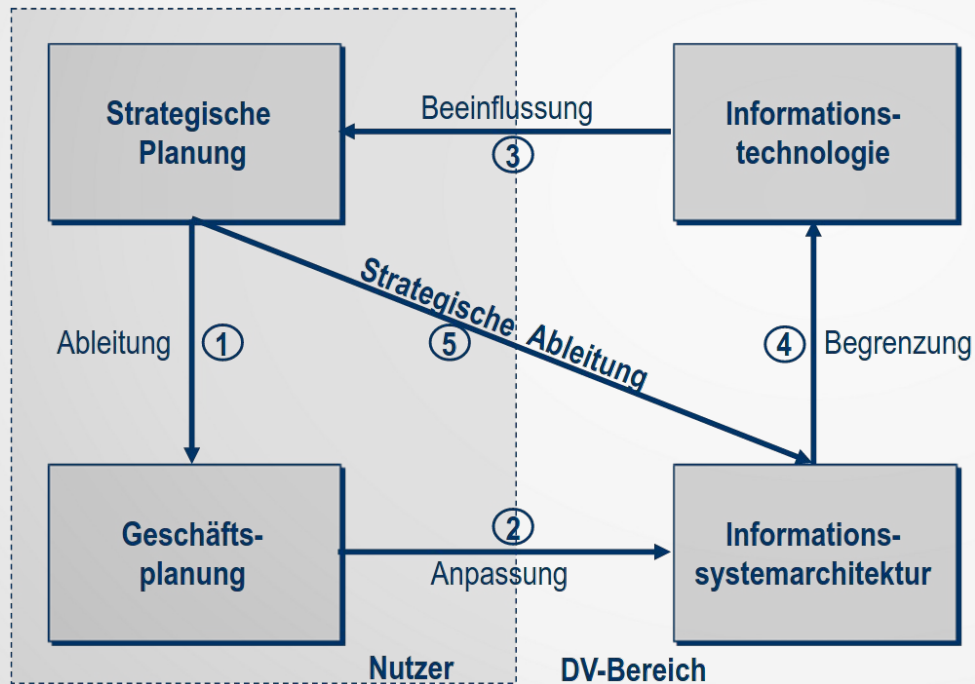 Strategische
Planung
Beeinflussung
③
Informations-
technologie
Ableitung
①
Strategische Ableitung
⑤
④
Begrenzung
Geschäfts-
planung
②
Anpassung
Informations-
systemarchitektur
Nutzer
DV-Bereich